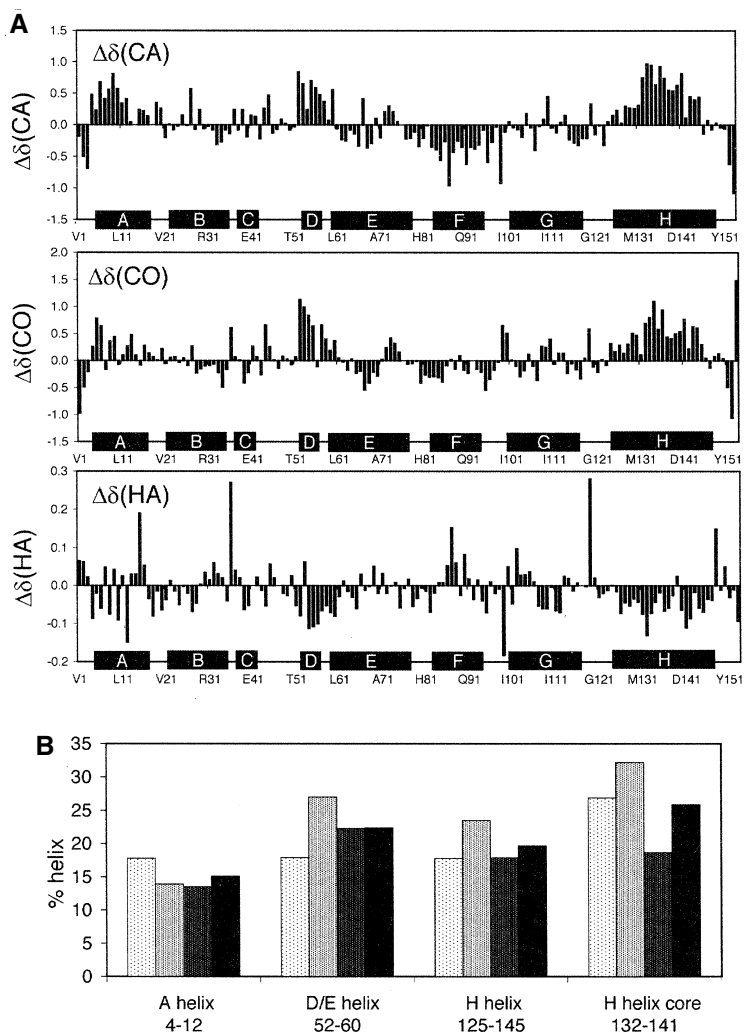 A
Δδ(CA)
Δδ(CA)
1.5
1.0
0.5
0.0
-0.5
-1.0
-1.5
A B C D E F G H
V1 L11 V21 R31 E41 T51 L61 A71 H81 Q91 I101 I111 G121 M131 D141 Y151
Δδ(CO)
Δδ(CO)
2.0
1.5
1.0
0.5
0.0
-0.5
-1.0
-1.5
A B C D E F G H
V1 L11 V21 R31 E41 T51 L61 A71 H81 Q91 I101 I111 G121 M131 D141 Y151
Δδ(HA)
Δδ(HA)
0.3
0.2
0.1
0.0
-0.1
-0.2
A B C D E F G H
V1 L11 V21 R31 E41 T51 L61 A71 H81 Q91 I101 I111 G121 M131 D141 Y151
B
% helix
35
30
25
20
15
10
5
0
A helix D/E helix H helix H helix core
4-12 52-60 125-145 132-141